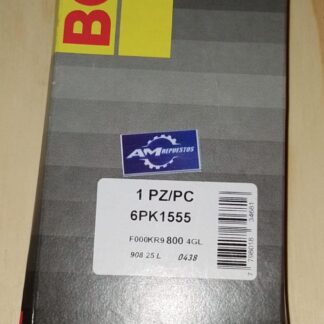 BO
AM
REPUESTOS
1 PZ/PC
6PK1555
F000KR9 800 4GL
908 25 L 0438